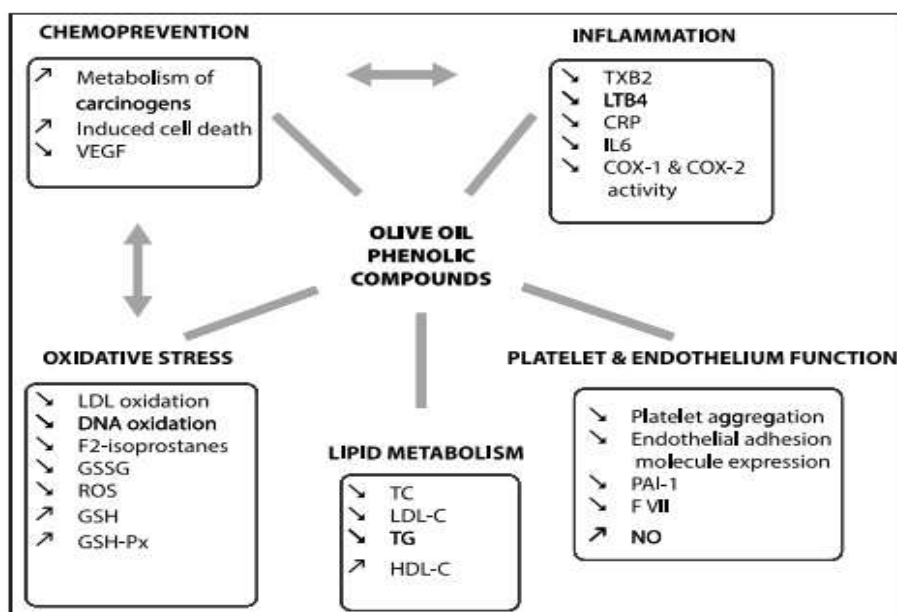 CHEMOPREVENTION
↗ Metabolism of
carcinogens
↗ Induced cell death
↘ VEGF
INFLAMMATION
↘ TXB2
↘ LTB4
↘ CRP
↘ IL6
↘ COX-1 & COX-2
activity
OLIVE OIL
PHENOLIC
COMPOUNDS
OXIDATIVE STRESS
↘ LDL oxidation
↘ DNA oxidation
↘ F2-isoprostanes
↘ GSSG
↘ ROS
↗ GSH
↗ GSH-Px
LIPID METABOLISM
↘ TC
↘ LDL-C
↘ TG
↗ HDL-C
PLATELET & ENDOTHELIUM FUNCTION
↘ Platelet aggregation
↘ Endothelial adhesion
molecule expression
↘ PAI-1
↘ F VII
↗ NO